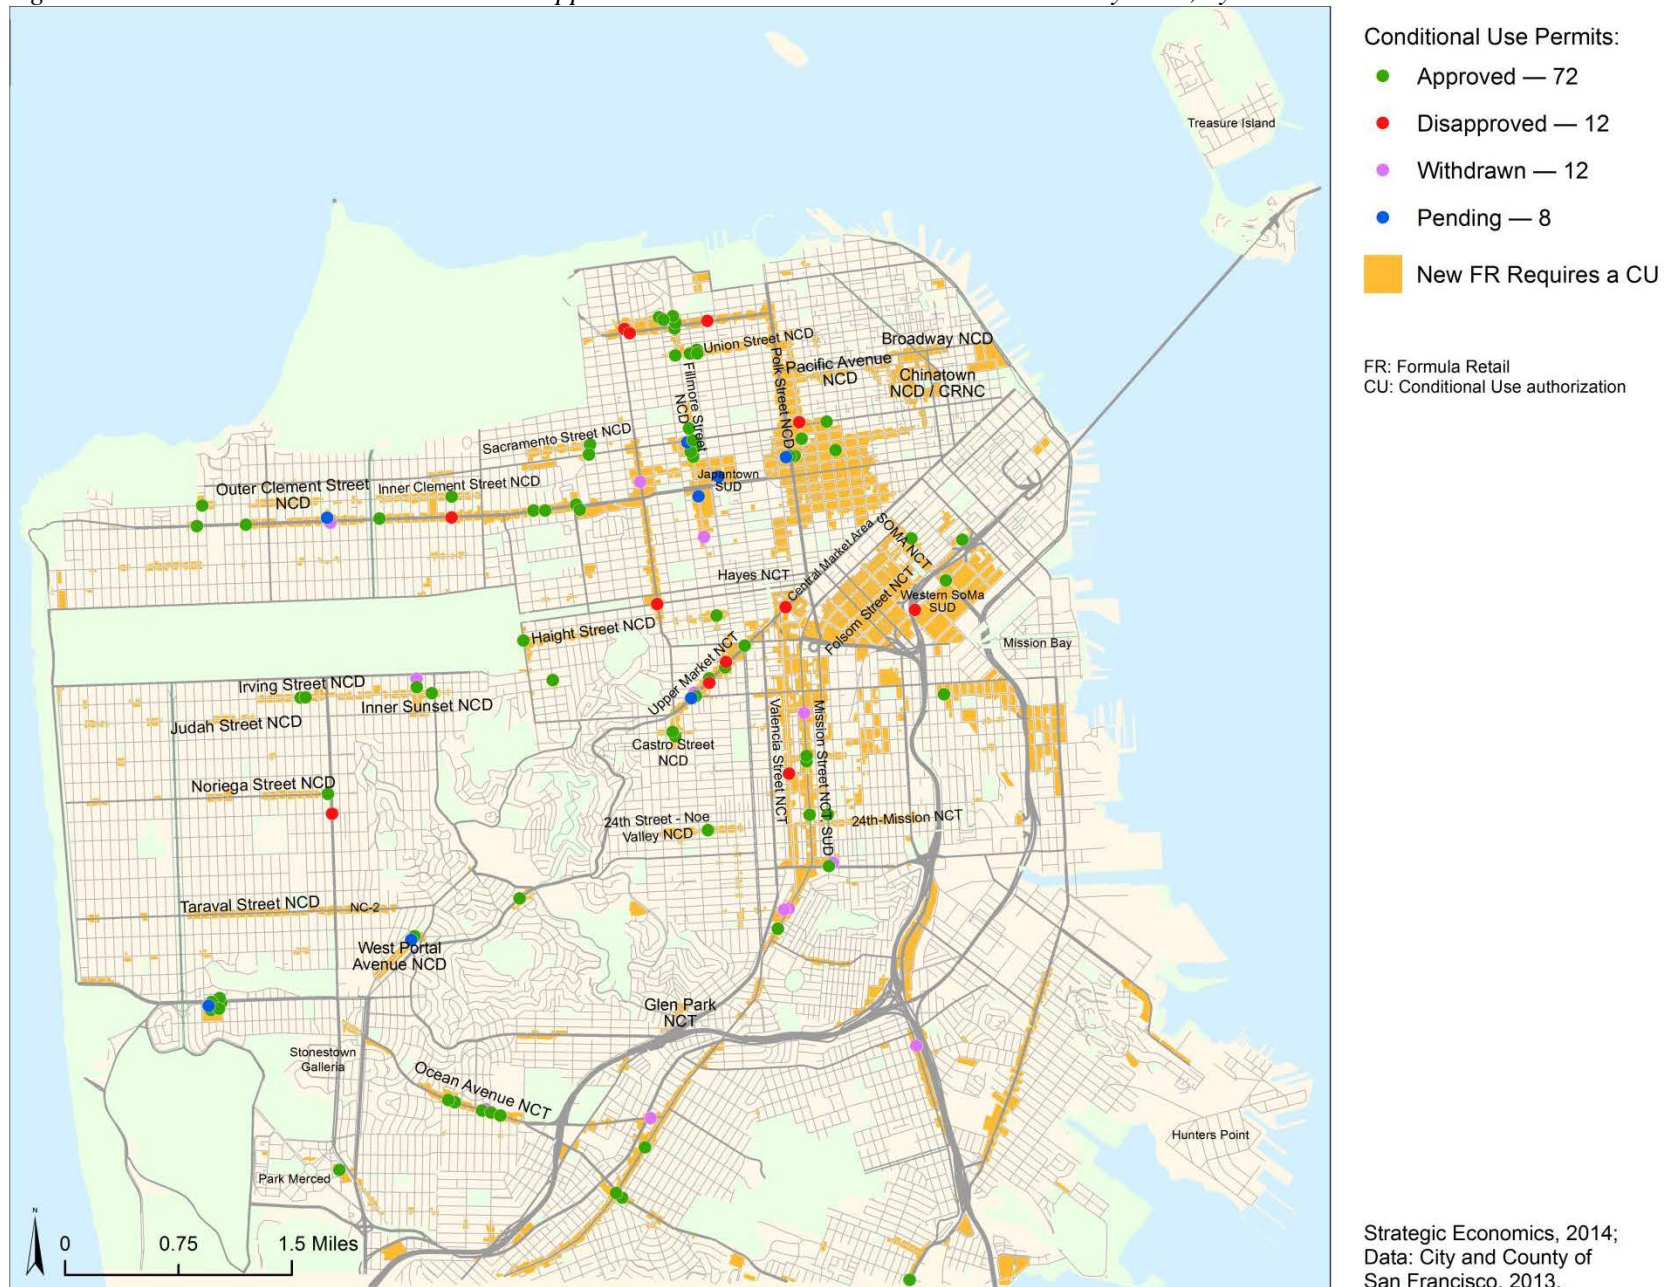 Conditional Use Permits:
Approved — 72
Disapproved — 12
Withdrawn — 12
Pending — 8
New FR Requires a CU
FR: Formula Retail
CU: Conditional Use authorization
Treasure Island
Broadway NCD
Union Street NCD
Pacific Avenue
NCD
Chinatown
NCD / CRNC
Polk Street NCD
Fillmore Street
NCD
Sacramento Street NCD
Japantown
SUD
Outer Clement Street
NCD
Inner Clement Street NCD
SOMA NCT
Central Market Area
Hayes NCT
Folsom Street NCT
Western SoMa
SUD
Mission Bay
Haight Street NCD
Upper Market NCT
Irving Street NCD
Inner Sunset NCD
Judah Street NCD
Castro Street
NCD
Valencia Street NCT
Mission Street NCT, SUD
Noriega Street NCD
24th Street - Noe
Valley NCD
24th-Mission NCT
Taraval Street NCD
NC-2
West Portal
Avenue NCD
Glen Park
NCT
Stonestown
Galleria
Ocean Avenue NCT
Hunters Point
Park Merced
N
0 0.75 1.5 Miles
Strategic Economics, 2014;
Data: City and County of
San Francisco, 2013.